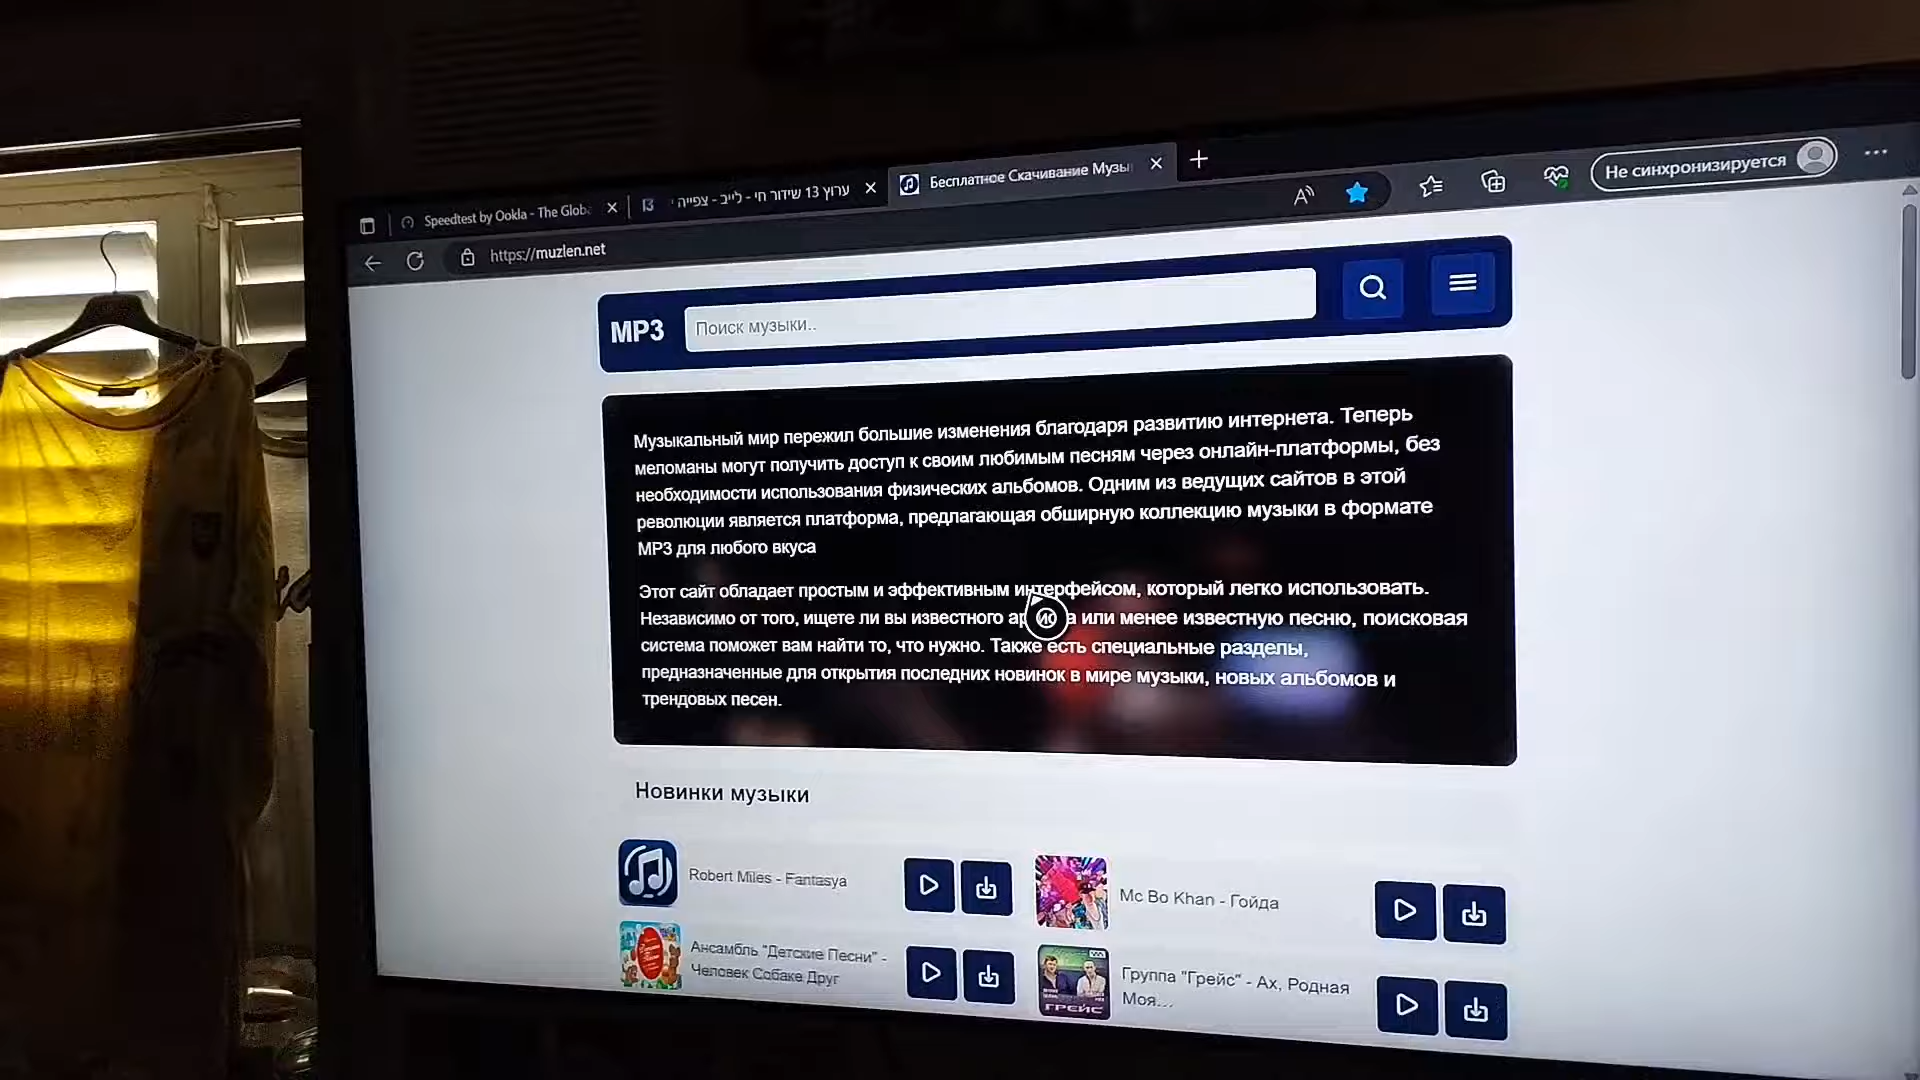 Speedtest by Ookla - The Globa
ערוץ 13 שידור חי - לייב - צפייה י
Бесплатное Скачивание Музы
Не синхронизируется
https://muzlen.net
MP3
Поиск музыки..
Музыкальный мир пережил большие изменения благодаря развитию интернета. Теперь
меломаны могут получить доступ к своим любимым песням через онлайн-платформы, без
необходимости использования физических альбомов. Одним из ведущих сайтов в этой
революции является платформа, предлагающая обширную коллекцию музыки в формате
MP3 для любого вкуса
Этот сайт обладает простым и эффективным интерфейсом, который легко использовать.
Независимо от того, ищете ли вы известного или менее известную песню, поисковая
система поможет вам найти то, что нужно. Также есть специальные разделы,
предназначенные для открытия последних новинок в мире музыки, новых альбомов и
трендовых песен.
Новинки музыки
Robert Miles - Fantasya
Mc Bo Khan - Гойда
Ансамбль "Детские Песни" -
Человек Собаке Друг
Группа "Грейс" - Ах, Родная
Моя...
ГРЕЙС